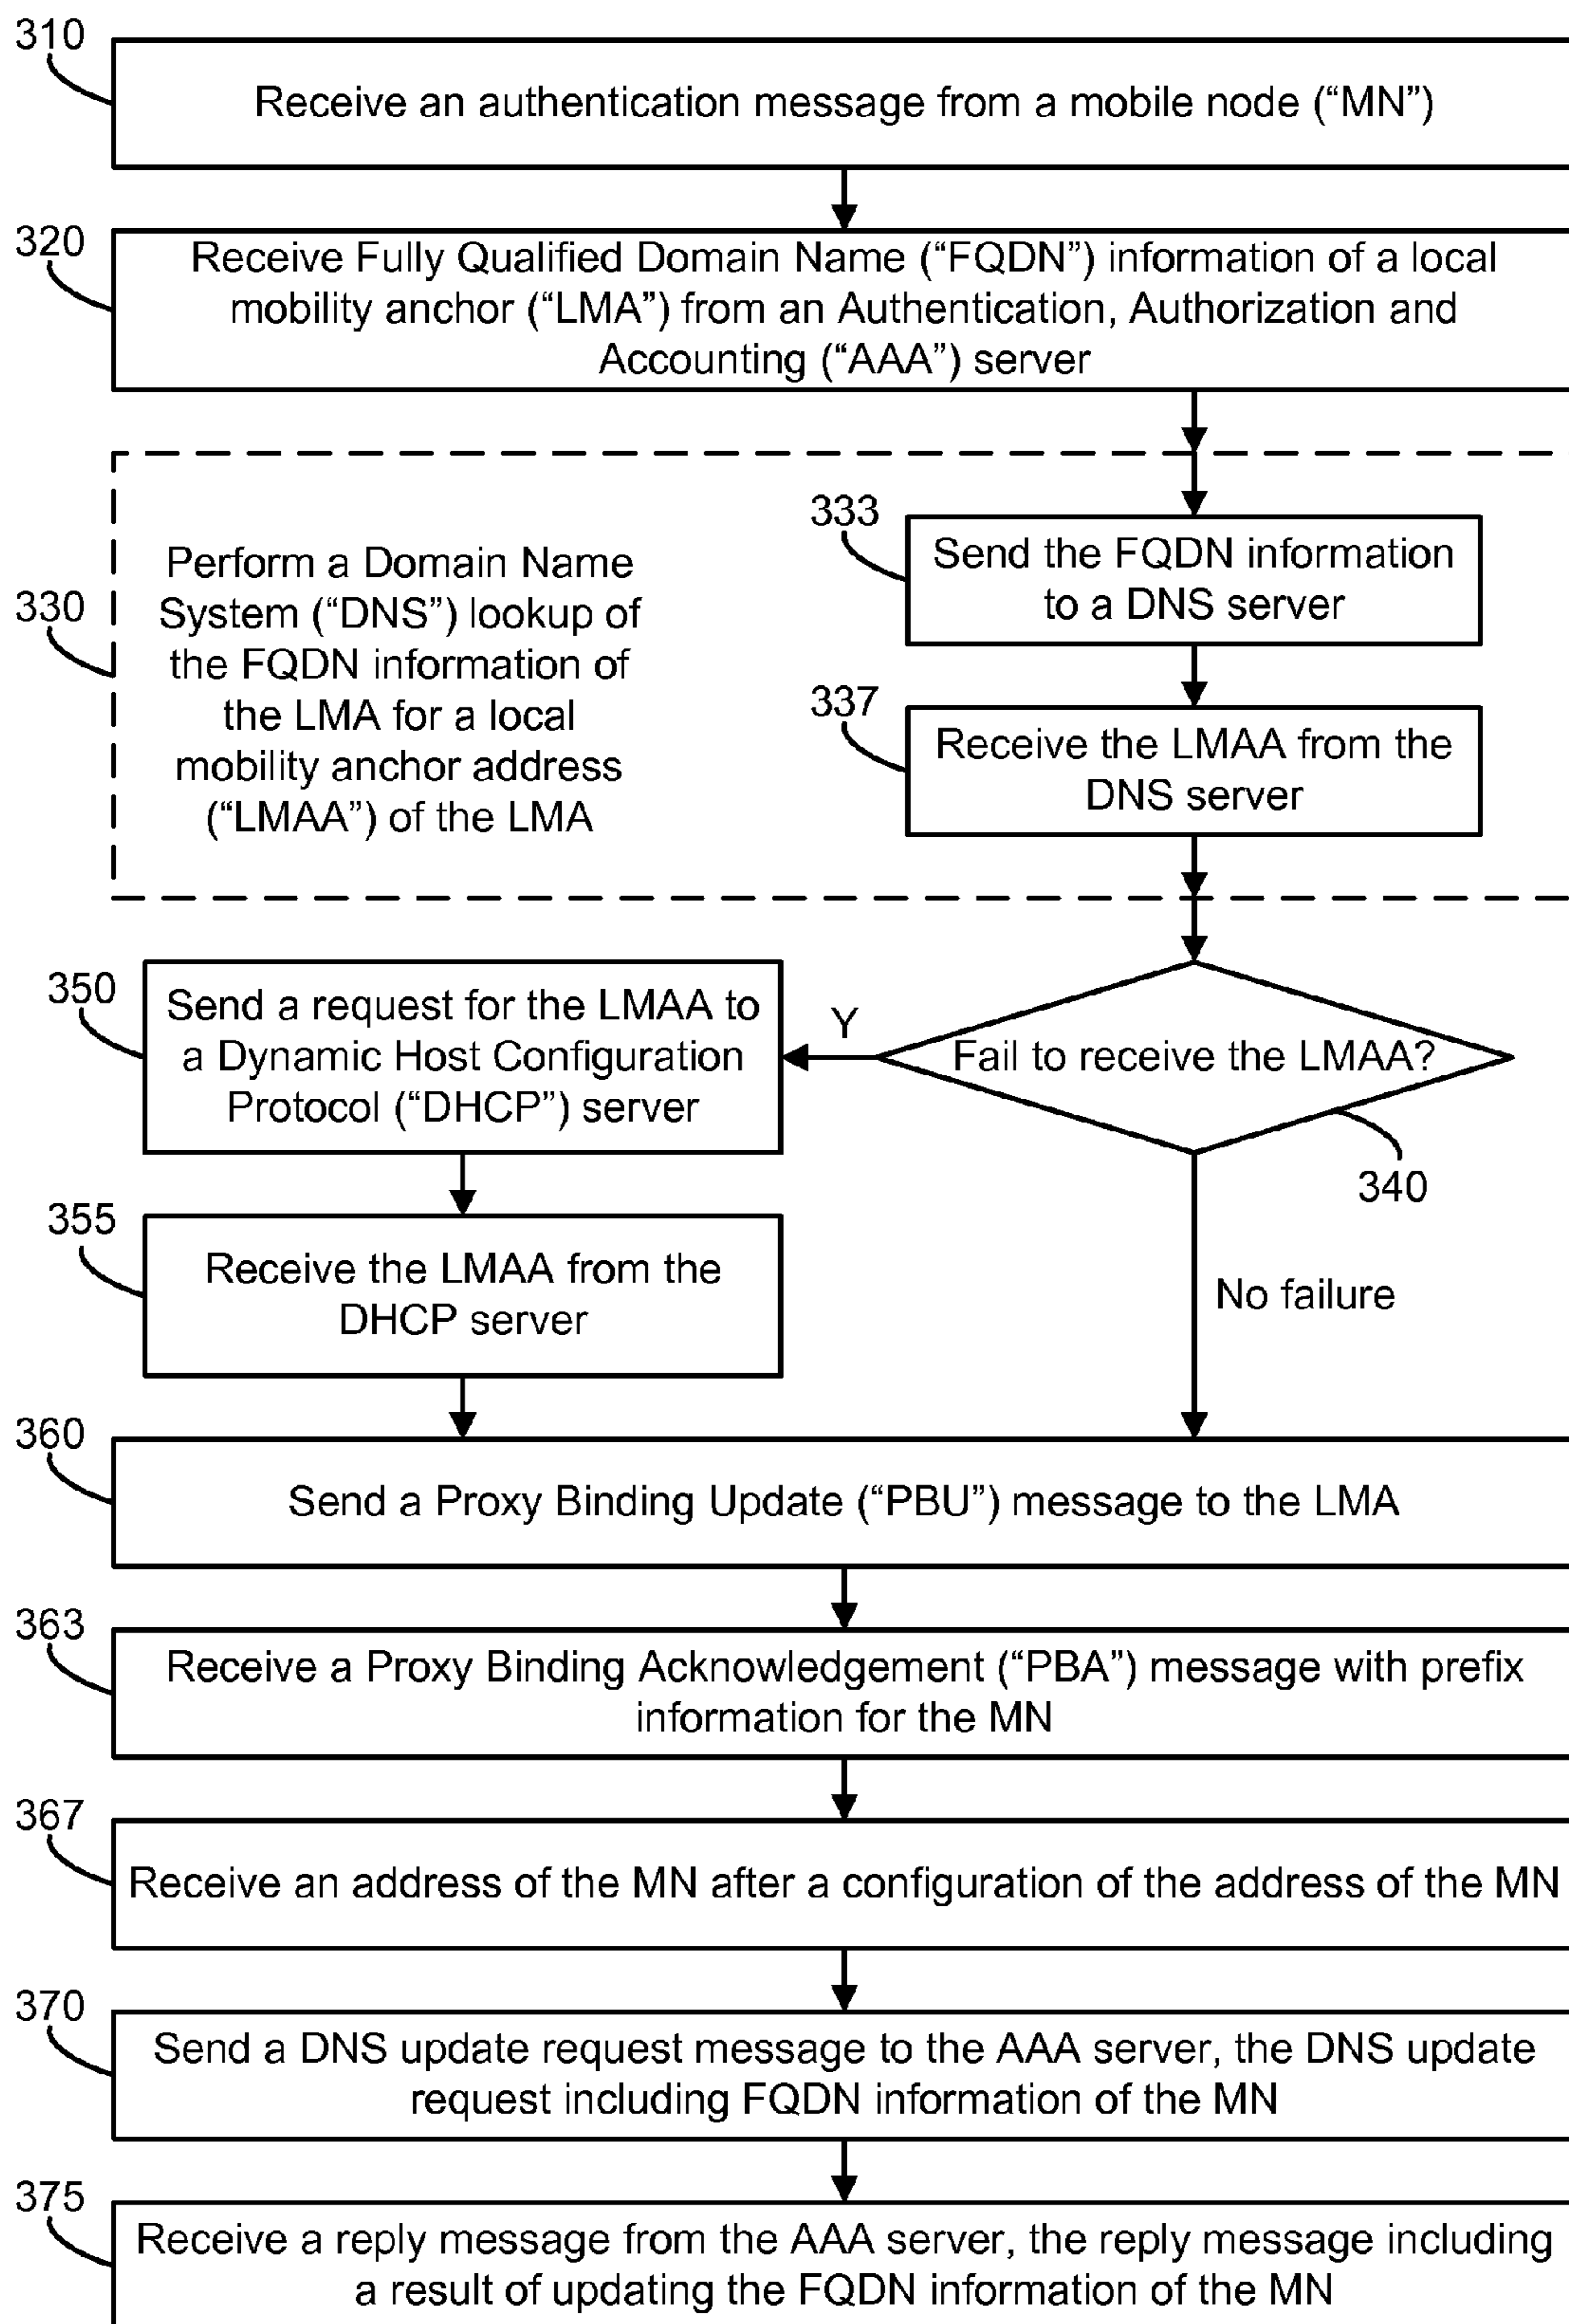 310
Receive an authentication message from a mobile node (“MN”)
320
Receive Fully Qualified Domain Name (“FQDN”) information of a local
mobility anchor (“LMA”) from an Authentication, Authorization and
Accounting (“AAA”) server
330
Perform a Domain Name
System (“DNS”) lookup of
the FQDN information of
the LMA for a local
mobility anchor address
(“LMAA”) of the LMA
333
Send the FQDN information
to a DNS server
337
Receive the LMAA from the
DNS server
Fail to receive the LMAA?
340
Y
350
Send a request for the LMAA to
a Dynamic Host Configuration
Protocol (“DHCP”) server
355
Receive the LMAA from the
DHCP server
No failure
360
Send a Proxy Binding Update (“PBU”) message to the LMA
363
Receive a Proxy Binding Acknowledgement (“PBA”) message with prefix
information for the MN
367
Receive an address of the MN after a configuration of the address of the MN
370
Send a DNS update request message to the AAA server, the DNS update
request including FQDN information of the MN
375
Receive a reply message from the AAA server, the reply message including
a result of updating the FQDN information of the MN